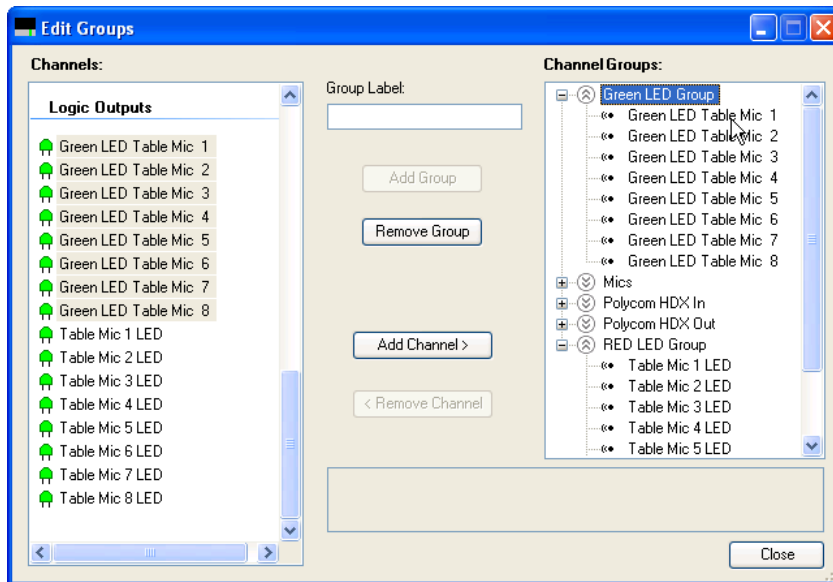 Edit Groups
Channels:
Logic Outputs
Green LED Table Mic 1
Green LED Table Mic 2
Green LED Table Mic 3
Green LED Table Mic 4
Green LED Table Mic 5
Green LED Table Mic 6
Green LED Table Mic 7
Green LED Table Mic 8
Table Mic 1 LED
Table Mic 2 LED
Table Mic 3 LED
Table Mic 4 LED
Table Mic 5 LED
Table Mic 6 LED
Table Mic 7 LED
Table Mic 8 LED
Group Label:
Add Group
Remove Group
Add Channel >
< Remove Channel
Channel Groups:
Green LED Group
Green LED Table Mic 1
Green LED Table Mic 2
Green LED Table Mic 3
Green LED Table Mic 4
Green LED Table Mic 5
Green LED Table Mic 6
Green LED Table Mic 7
Green LED Table Mic 8
Mics
Polycom HDX In
Polycom HDX Out
RED LED Group
Table Mic 1 LED
Table Mic 2 LED
Table Mic 3 LED
Table Mic 4 LED
Table Mic 5 LED
Close